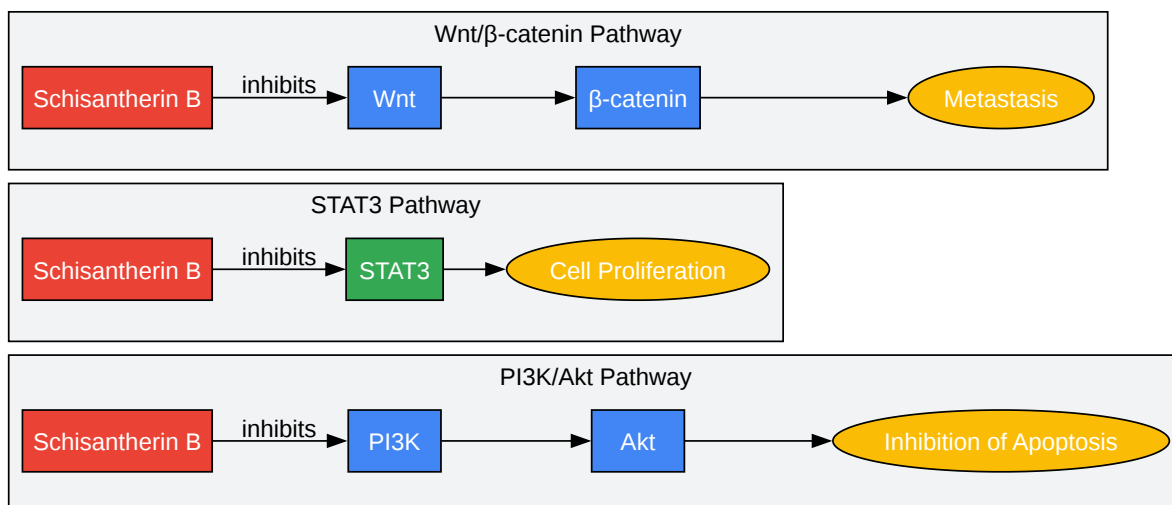 Wnt/β-catenin Pathway
Schisantherin B
inhibits
Wnt
β-catenin
Metastasis
STAT3 Pathway
Schisantherin B
inhibits
STAT3
Cell Proliferation
PI3K/Akt Pathway
Schisantherin B
inhibits
PI3K
Akt
Inhibition of Apoptosis